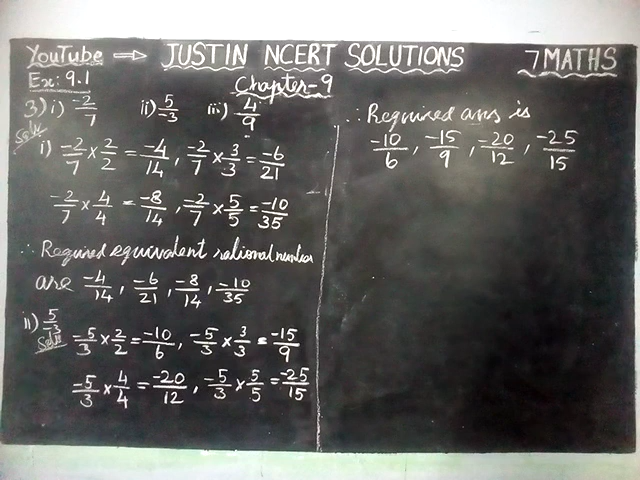 YouTube ⟹ JUSTIN NCERT SOLUTIONS 7 MATHS
Ex: 9.1 Chapter-9
3) i) -2/7 ii) 5/-3 iii) 4/9
Soln
i) -2/7 × 2/2 = -4/14, -2/7 × 3/3 = -6/21
-2/7 × 4/4 = -8/14, -2/7 × 5/5 = -10/35
∴ Required equivalent rational number
are -4/14, -6/21, -8/14, -10/35
ii) 5/-3
Soln -5/3 × 2/2 = -10/6, -5/3 × 3/3 = -15/9
-5/3 × 4/4 = -20/12, -5/3 × 5/5 = -25/15
∴ Required ans is
-10/6, -15/9, -20/12, -25/15